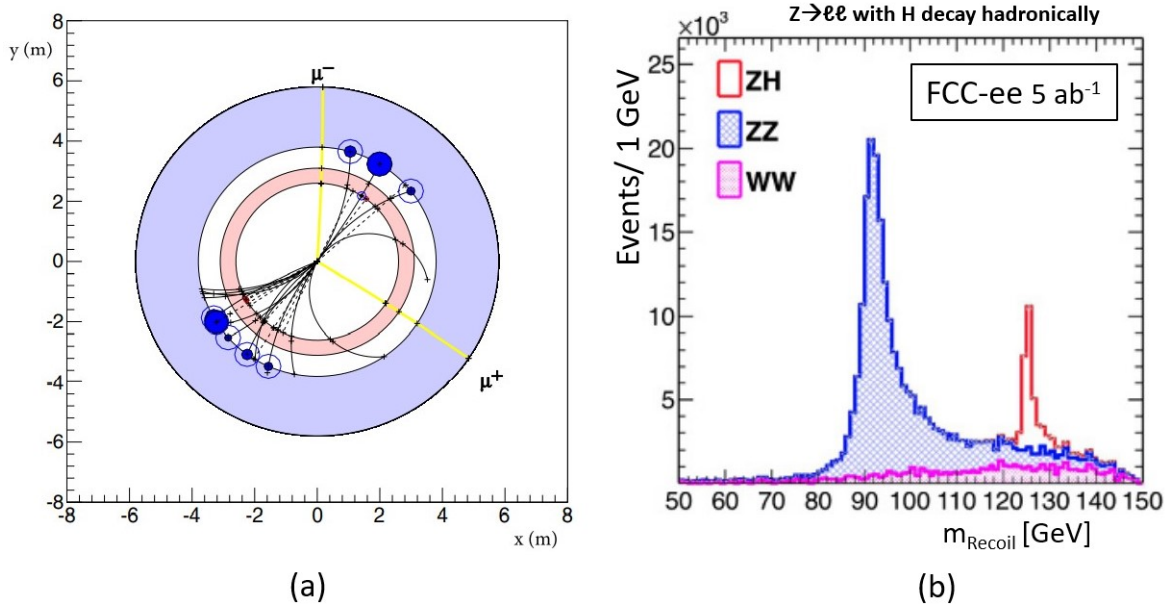 y (m)
8
6
4
2
0
-2
-4
-6
-8
-8 -6 -4 -2 0 2 4 6 8
x (m)
μ⁻
μ⁺
(a)
Z→ℓℓ with H decay hadronically
×10³
25
20
15
10
5
Events/ 1 GeV
ZH
ZZ
WW
FCC-ee 5 ab⁻¹
50 60 70 80 90 100 110 120 130 140 150
mRecoil [GeV]
(b)